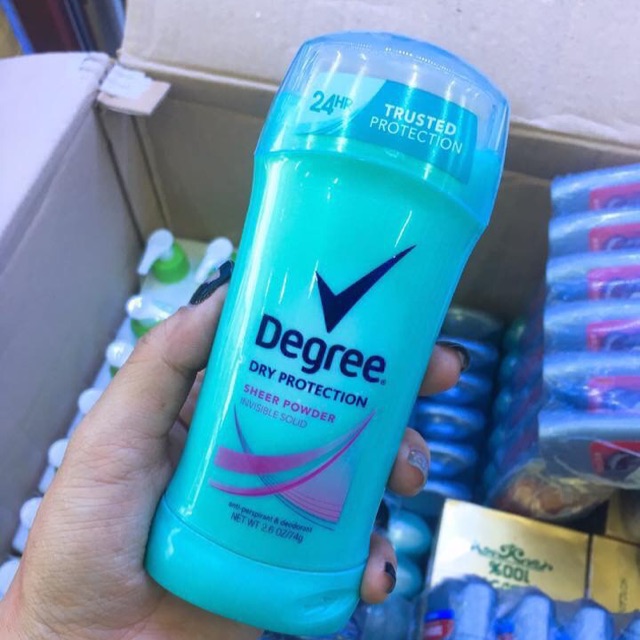 24HR
TRUSTED
PROTECTION
Degree®
DRY PROTECTION
SHEER POWDER
INVISIBLE SOLID
anti-perspirant & deodorant
NET WT 2.6 OZ/74g
100%